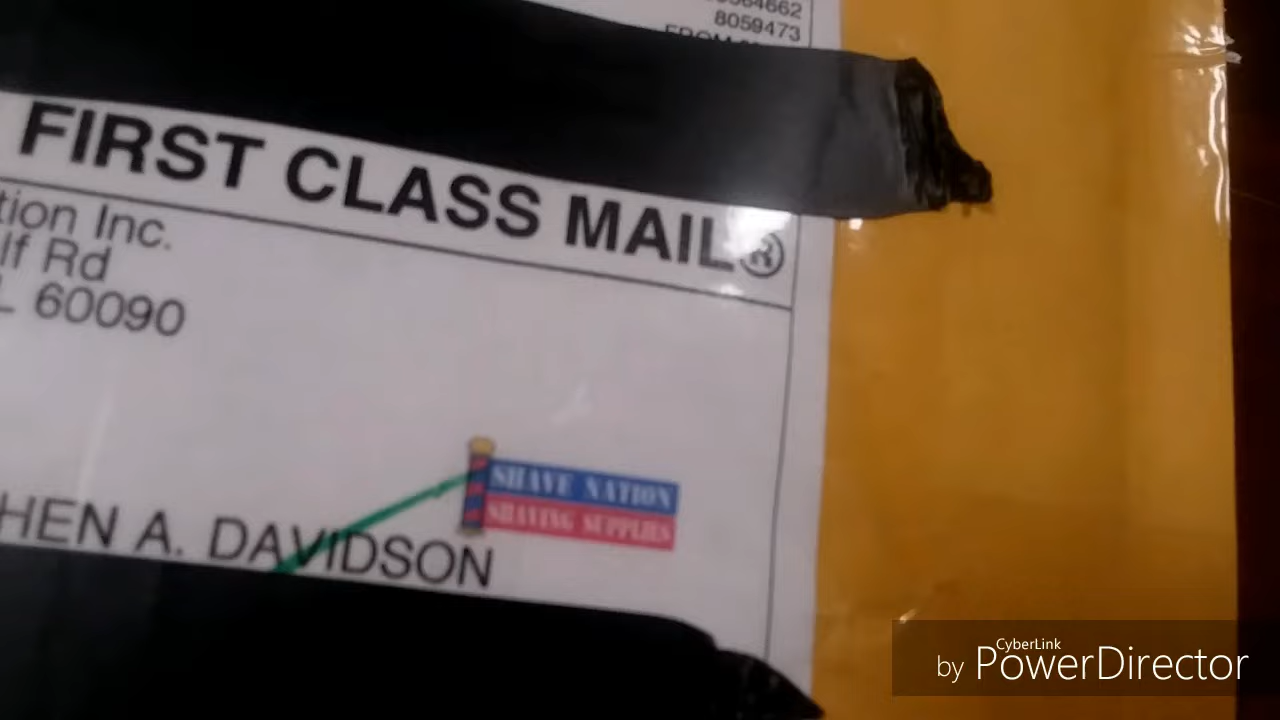 8059473
FIRST CLASS MAIL®
tion Inc.
lf Rd
L 60090
SHAVE NATION
SHAVING SUPPLIES
HEN A. DAVIDSON
CyberLink
by PowerDirector